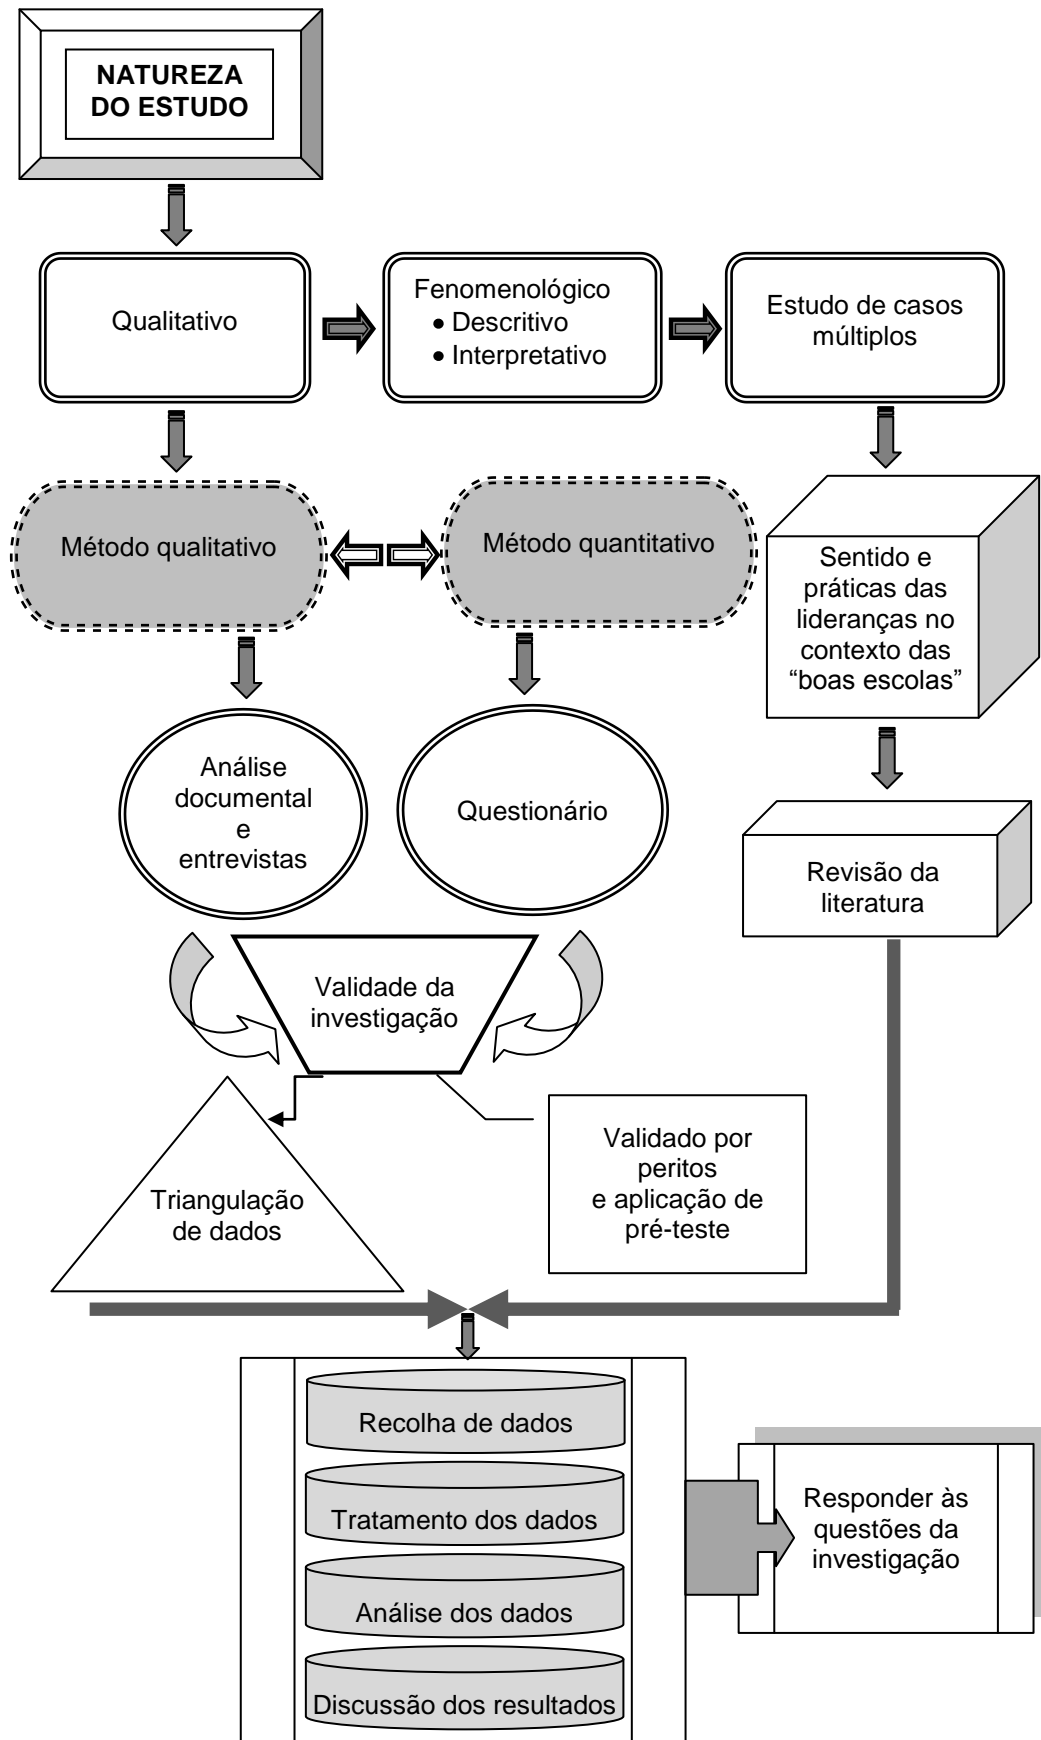 NATUREZA
DO ESTUDO
Qualitativo
Fenomenológico
• Descritivo
• Interpretativo
Estudo de casos
múltiplos
Método qualitativo
Método quantitativo
Sentido e
práticas das
lideranças no
contexto das
“boas escolas”
Análise
documental
e
entrevistas
Questionário
Revisão da
literatura
Validade da
investigação
Triangulação
de dados
Validado por
peritos
e aplicação de
pré-teste
Recolha de dados
Tratamento dos dados
Análise dos dados
Discussão dos resultados
Responder às
questões da
investigação